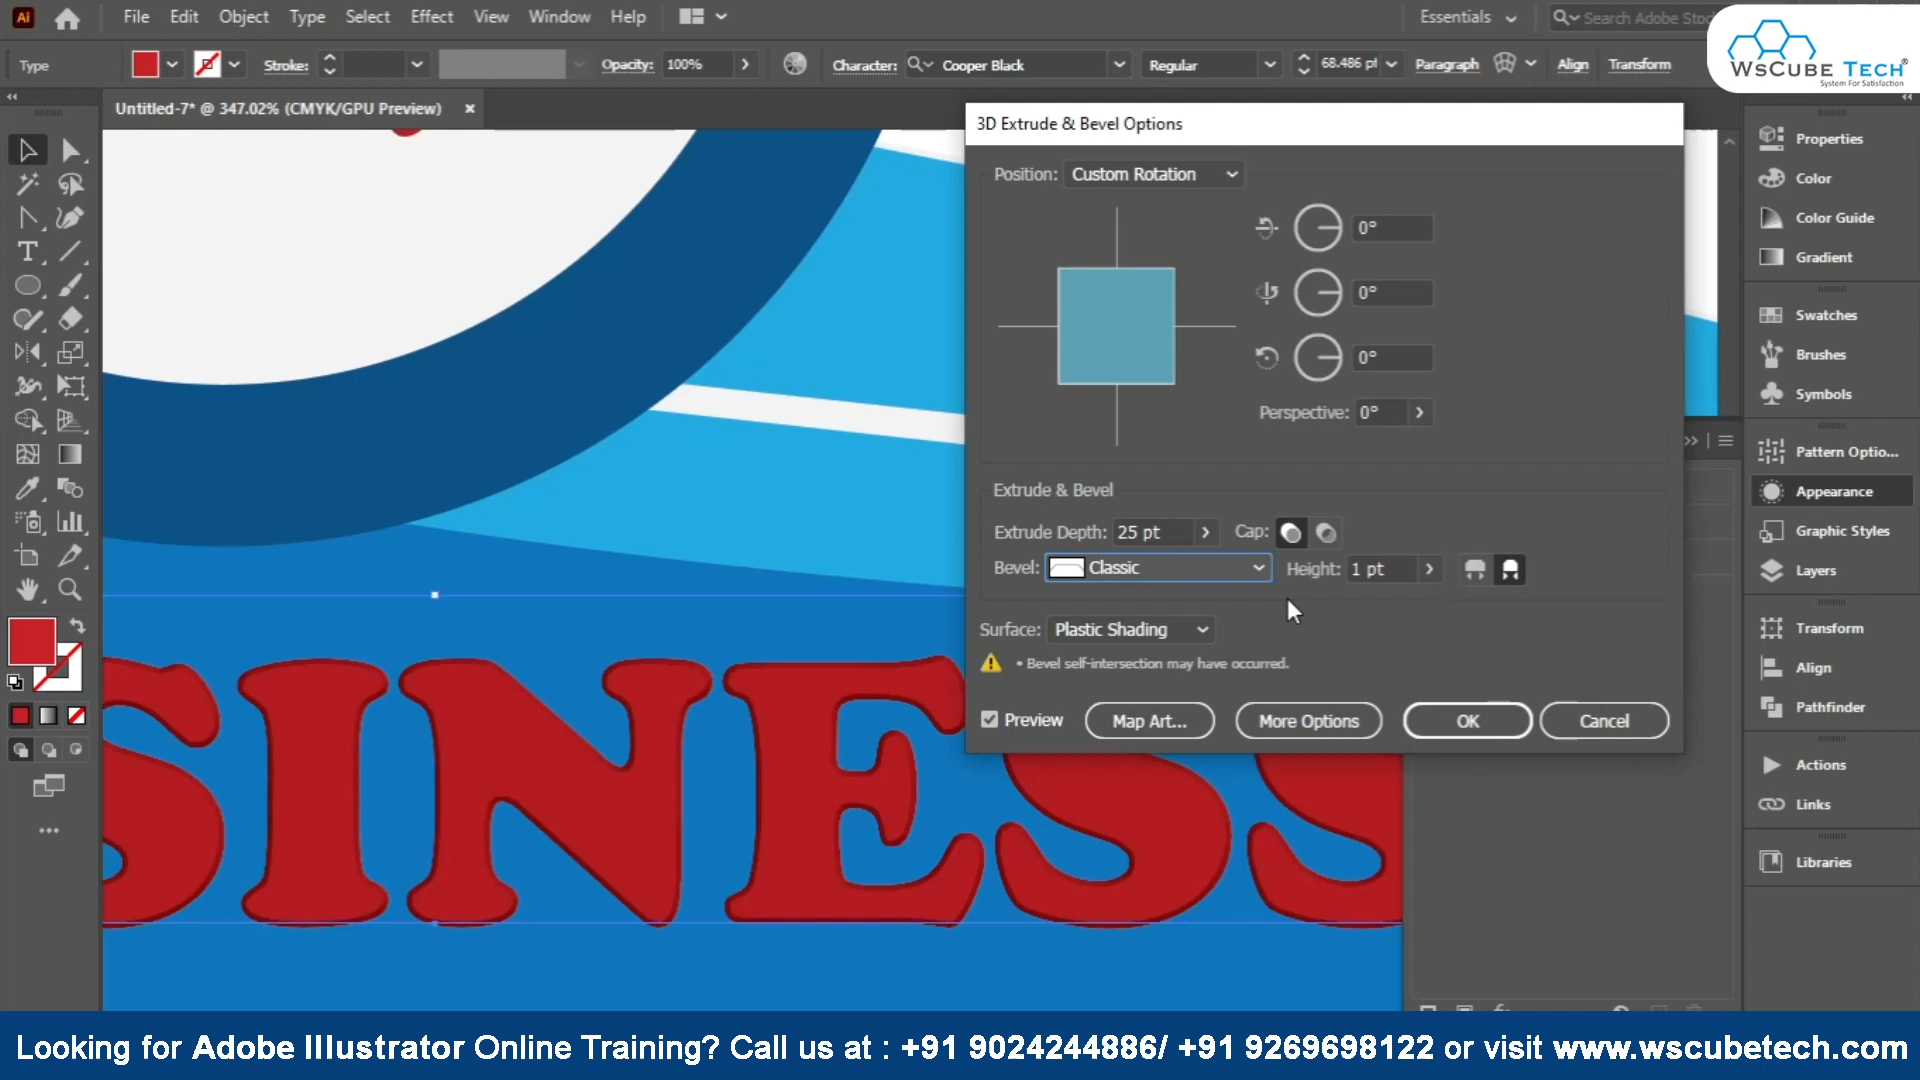 Ai File Edit Object Type Select Effect View Window Help Essentials Search Adobe Stoc
WsCube Tech®
System For Satisfaction
Type Stroke: Opacity: 100% Character: Cooper Black Regular 68.486 pt Paragraph Align Transform
Untitled-7* @ 347.02% (CMYK/GPU Preview) ×
3D Extrude & Bevel Options
Position: Custom Rotation
0°
0°
0°
Perspective: 0°
Extrude & Bevel
Extrude Depth: 25 pt Cap:
Bevel: Classic Height: 1 pt
Surface: Plastic Shading
• Bevel self-intersection may have occurred.
Preview Map Art... More Options OK Cancel
Properties
Color
Color Guide
Gradient
Swatches
Brushes
Symbols
Pattern Optio...
Appearance
Graphic Styles
Layers
Transform
Align
Pathfinder
Actions
Links
Libraries
SINESS
Looking for Adobe Illustrator Online Training? Call us at : +91 9024244886/ +91 9269698122 or visit www.wscubetech.com